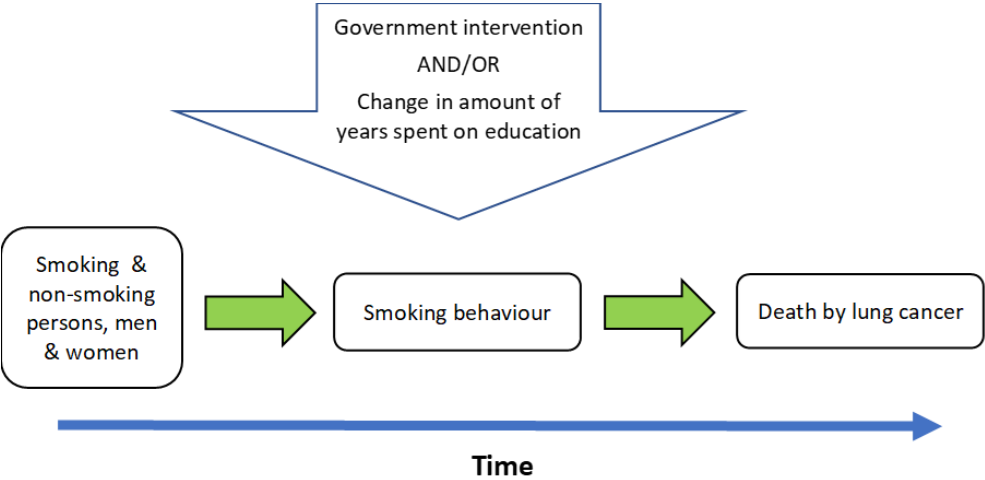 Government intervention
AND/OR
Change in amount of
years spent on education
Smoking &
non-smoking
persons, men
& women
Smoking behaviour
Death by lung cancer
Time